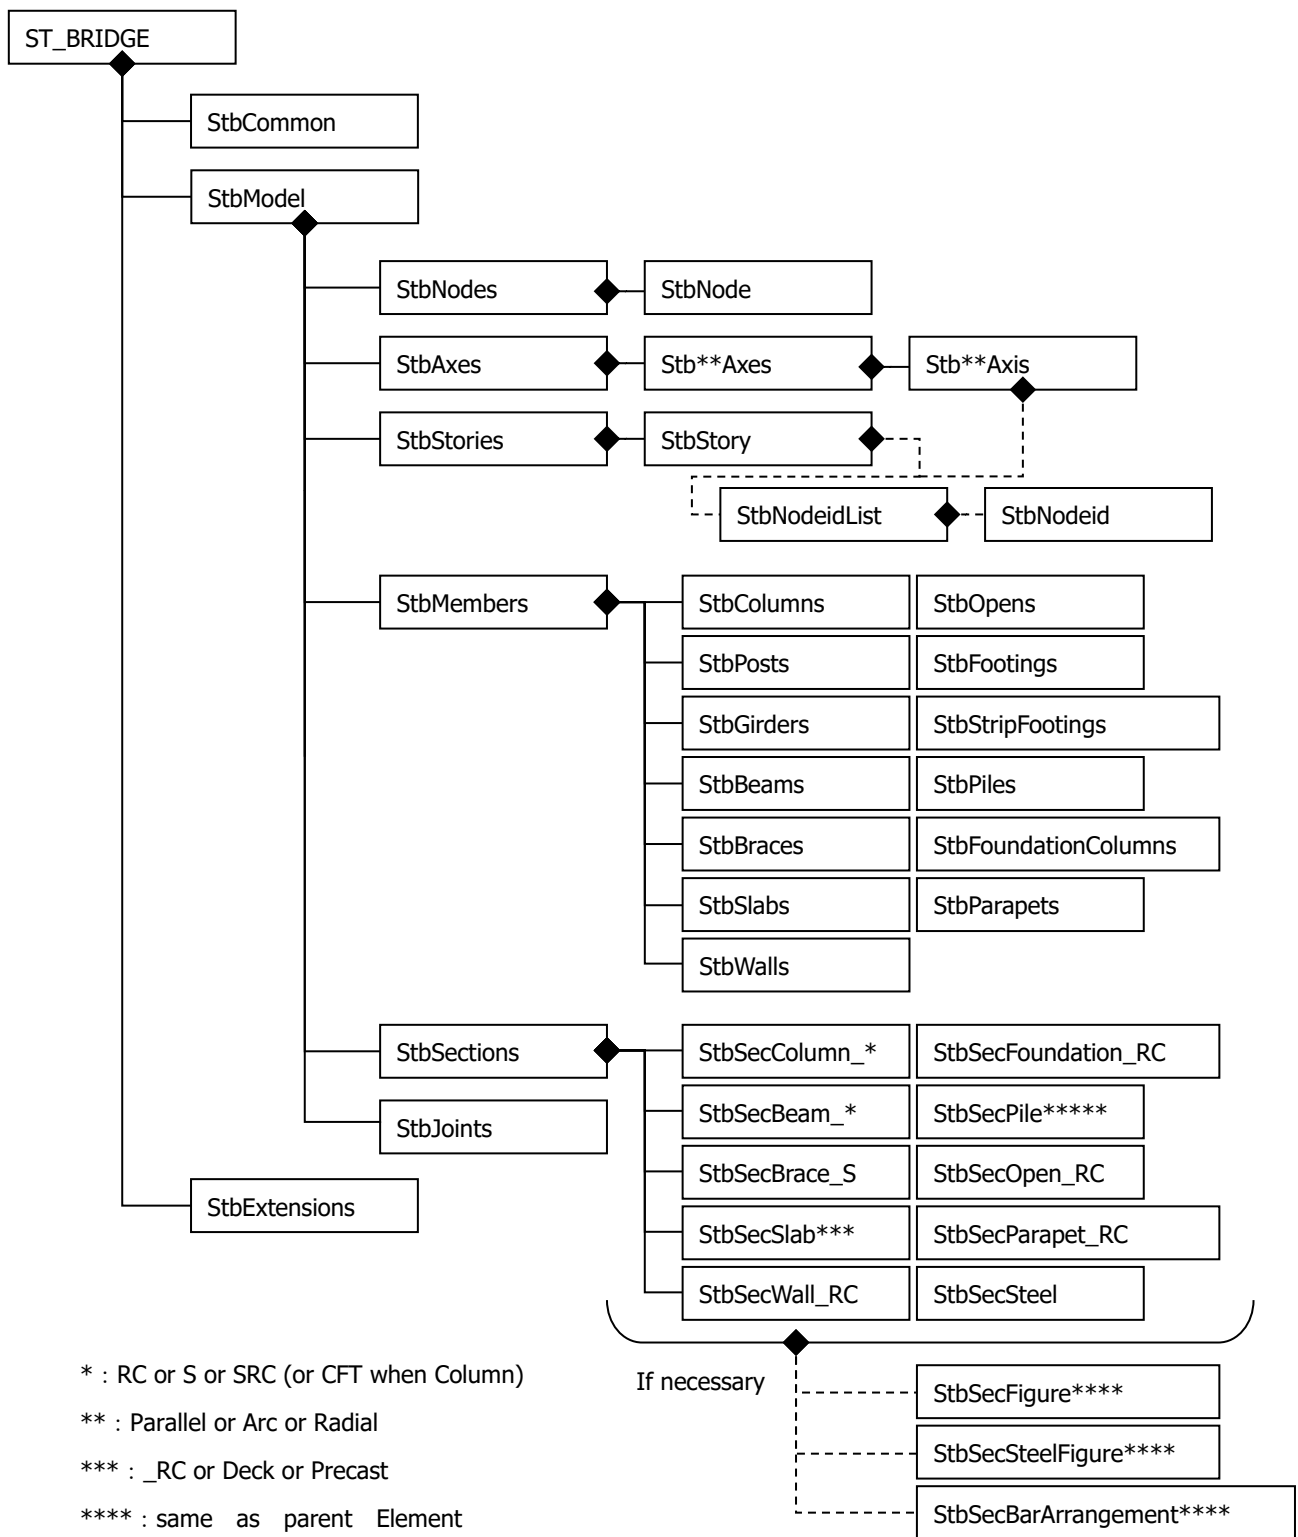 ST_BRIDGE
StbCommon
StbModel
StbNodes
StbNode
StbAxes
Stb**Axes
Stb**Axis
StbStories
StbStory
StbNodeidList
StbNodeid
StbMembers
StbColumns
StbOpens
StbPosts
StbFootings
StbGirders
StbStripFootings
StbBeams
StbPiles
StbBraces
StbFoundationColumns
StbSlabs
StbParapets
StbWalls
StbSections
StbSecColumn_*
StbSecFoundation_RC
StbSecBeam_*
StbSecPile*****
StbJoints
StbSecBrace_S
StbSecOpen_RC
StbExtensions
StbSecSlab***
StbSecParapet_RC
StbSecWall_RC
StbSecSteel
If necessary
StbSecFigure****
StbSecSteelFigure****
StbSecBarArrangement****
* : RC or S or SRC (or CFT when Column)
** : Parallel or Arc or Radial
*** : _RC or Deck or Precast
**** : same as parent Element